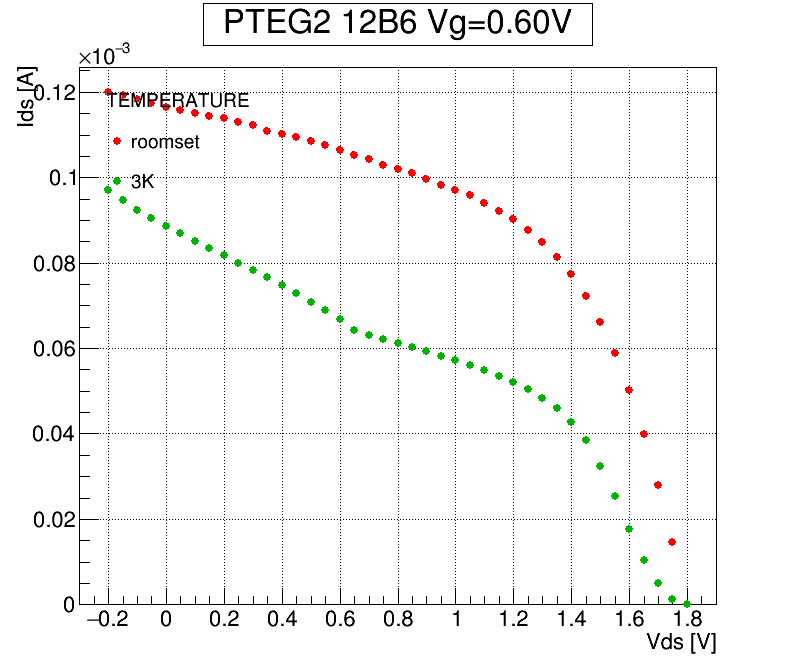 PTEG2 12B6 Vg=0.60V
×10⁻³
Ids [A]
0.12
0.1
0.08
0.06
0.04
0.02
0
TEMPERATURE
roomset
3K
−0.2 0 0.2 0.4 0.6 0.8 1 1.2 1.4 1.6 1.8
Vds [V]